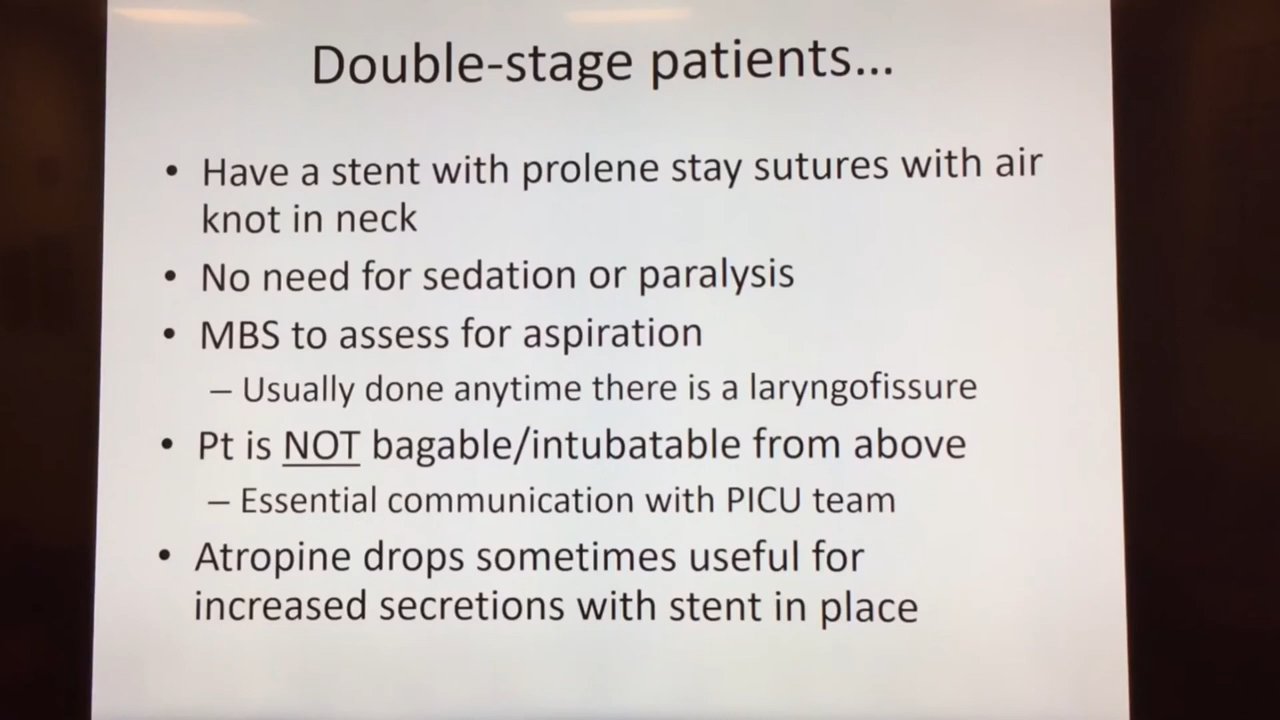 Double-stage patients...
• Have a stent with prolene stay sutures with air
knot in neck
• No need for sedation or paralysis
• MBS to assess for aspiration
– Usually done anytime there is a laryngofissure
• Pt is NOT bagable/intubatable from above
– Essential communication with PICU team
• Atropine drops sometimes useful for
increased secretions with stent in place